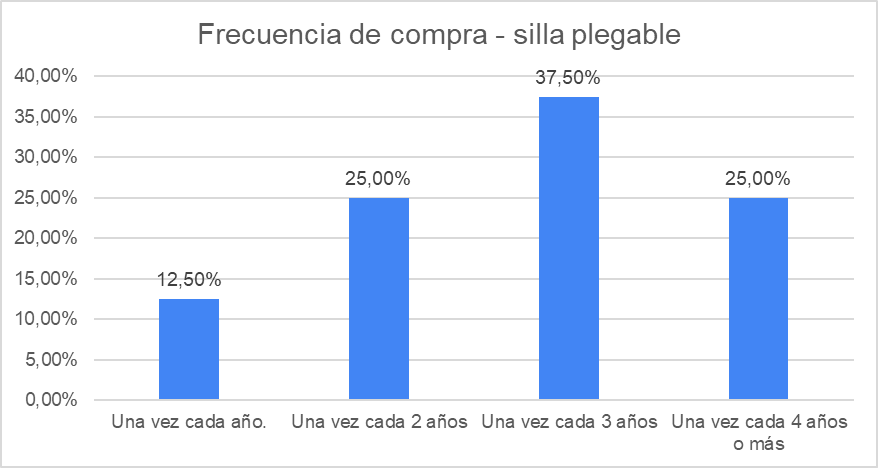 Frecuencia de compra - silla plegable
40,00%
35,00%
30,00%
25,00%
20,00%
15,00%
10,00%
5,00%
0,00%
12,50%
25,00%
37,50%
25,00%
Una vez cada año.
Una vez cada 2 años
Una vez cada 3 años
Una vez cada 4 años
o más